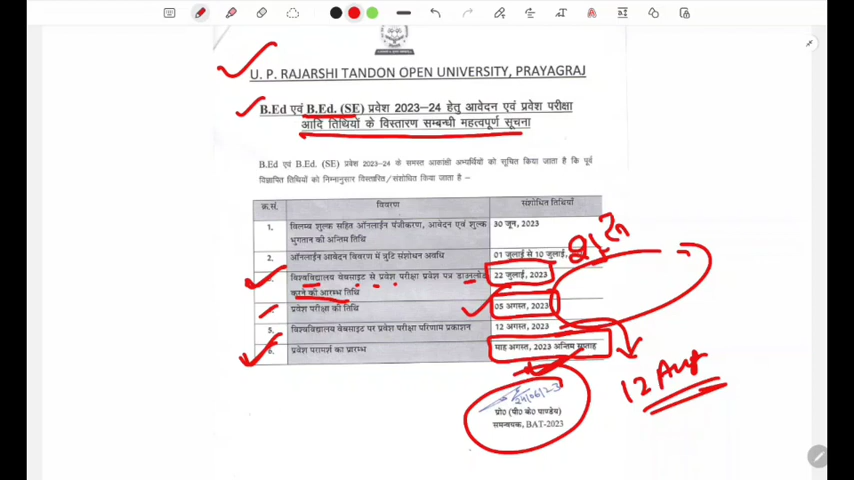 U. P. RAJARSHI TANDON OPEN UNIVERSITY, PRAYAGRAJ
B.Ed एवं B.Ed. (SE) प्रवेश 2023–24 हेतु आवेदन एवं प्रवेश परीक्षा
आदि तिथियों के विस्तारण सम्बन्धी महत्वपूर्ण सूचना
B.Ed एवं B.Ed. (SE) प्रवेश 2023-24 के समस्त आकांक्षी अभ्यर्थियों को सूचित किया जाता है कि पूर्व
विज्ञापित तिथियों को निम्नानुसार विस्तारित/संशोधित किया जाता है –
क्र.सं. विवरण संशोधित तिथियाँ
1. विलम्ब शुल्क सहित ऑनलाईन पंजीकरण, आवेदन एवं शुल्क 30 जून, 2023
भुगतान की अन्तिम तिथि
2. ऑनलाईन आवेदन विवरण में त्रुटि संशोधन अवधि 01 जुलाई से 10 जुलाई,
विश्वविद्यालय वेबसाइट से प्रवेश परीक्षा प्रवेश पत्र डाउनलोड 22 जुलाई, 2023
करने की आरम्भ तिथि
प्रवेश परीक्षा की तिथि 05 अगस्त, 2023
5. विश्वविद्यालय वेबसाइट पर प्रवेश परीक्षा परिणाम प्रकाशन 12 अगस्त, 2023
6. प्रवेश परामर्श का प्रारम्भ माह अगस्त, 2023 अन्तिम सप्ताह
12 Aug
24/06/23
प्रो० (पी० के० पाण्डेय)
समन्वयक, BAT-2023